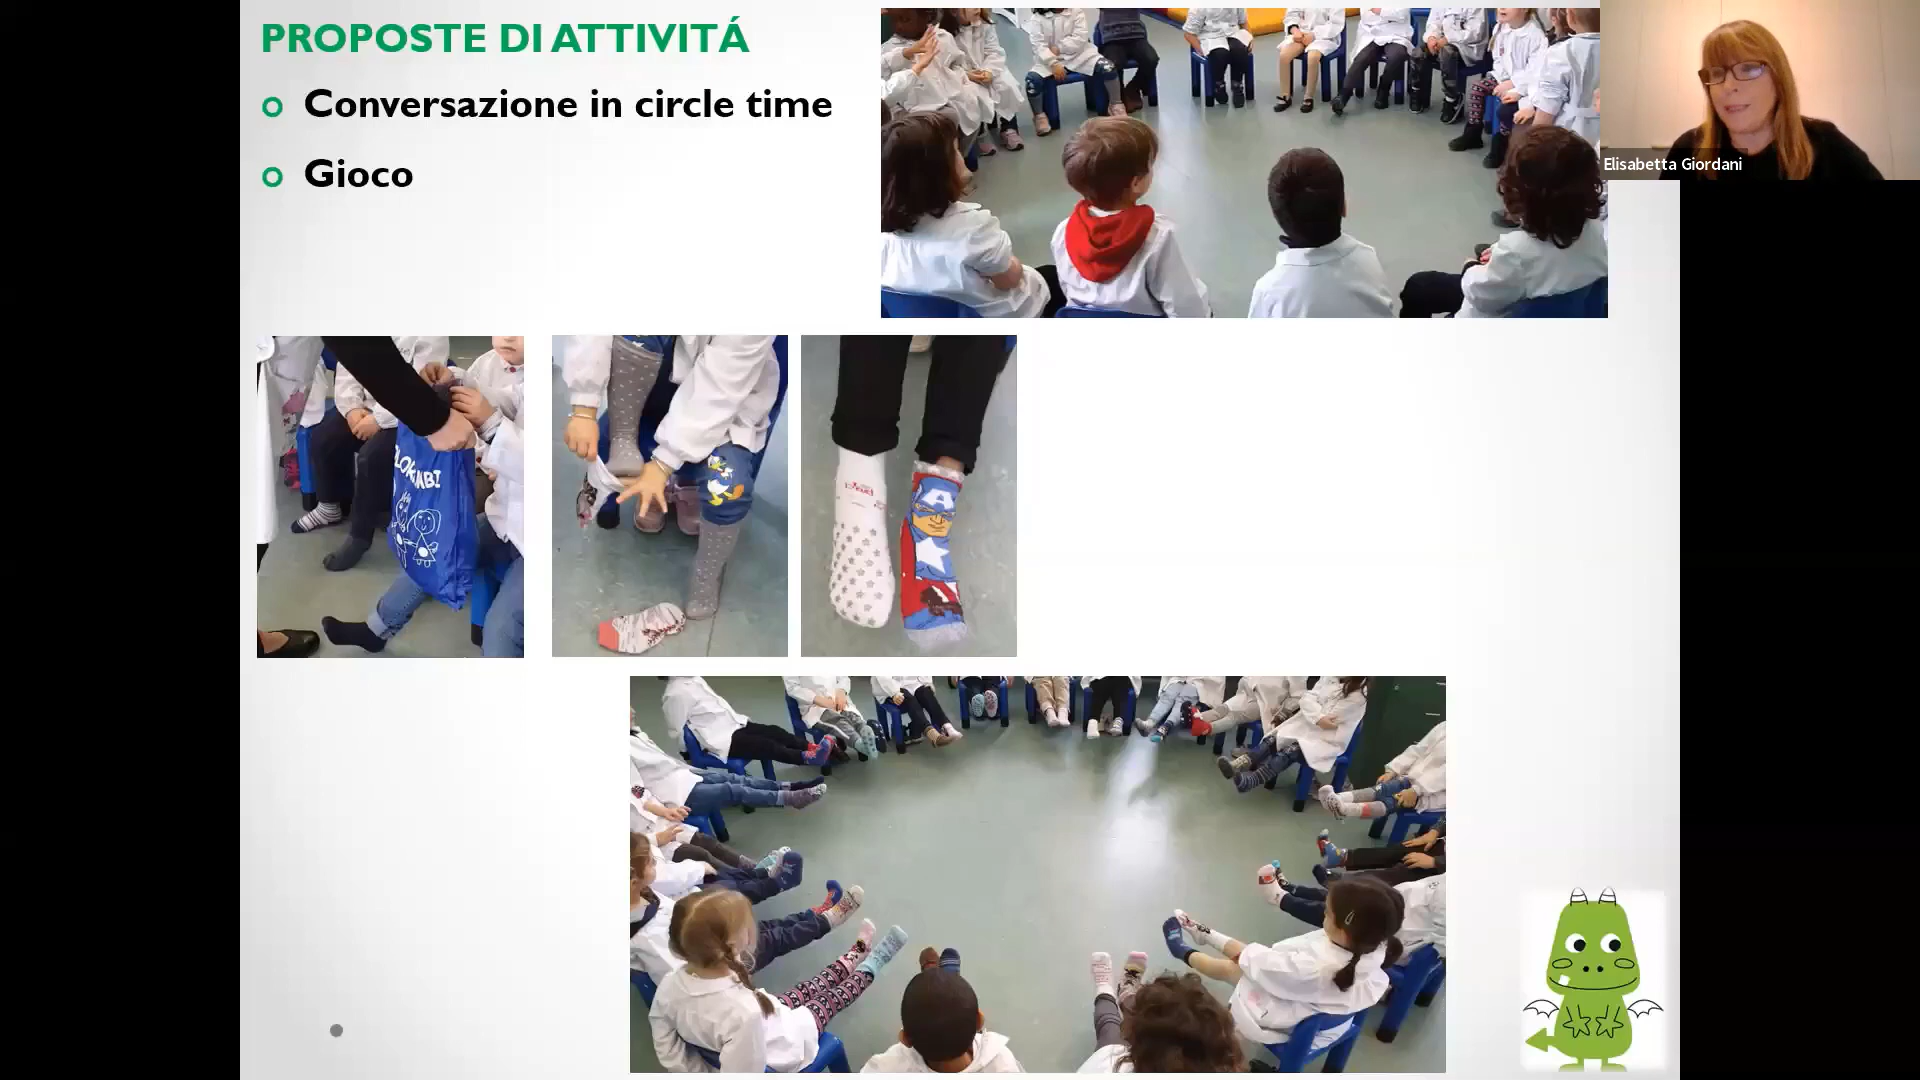 PROPOSTE DI ATTIVITÁ
Conversazione in circle time
Gioco
Elisabetta Giordani